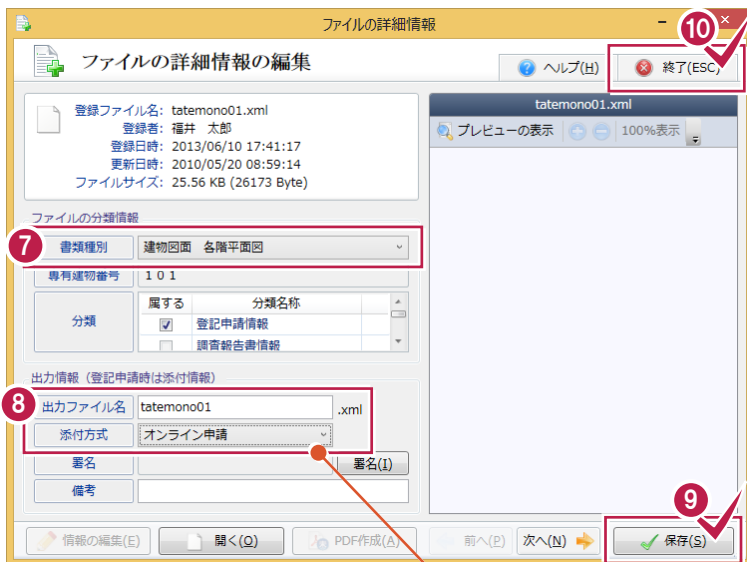 ファイルの詳細情報
ファイルの詳細情報の編集
ヘルプ(H)
10
終了(ESC)
登録ファイル名: tatemono01.xml
登録者: 福井　太郎
登録日時: 2013/06/10 17:41:17
更新日時: 2010/05/20 08:59:14
ファイルサイズ: 25.56 KB (26173 Byte)
tatemono01.xml
プレビューの表示 100%表示
ファイルの分類情報
7
書類種別 建物図面　各階平面図
専有建物番号 １０１
分類
属する 分類名称
登記申請情報
調査報告書情報
出力情報（登記申請時は添付情報）
8
出力ファイル名 tatemono01 .xml
添付方式 オンライン申請
署名 署名(I)
備考
9
情報の編集(E) 開く(O) PDF作成(A) 前へ(P) 次へ(N) 保存(S)